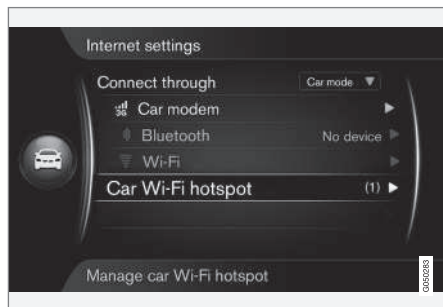 Internet settings
Connect through Car mode
3G Car modem
Bluetooth No device
Wi-Fi
Car Wi-Fi hotspot (1)
Manage car Wi-Fi hotspot
G050283